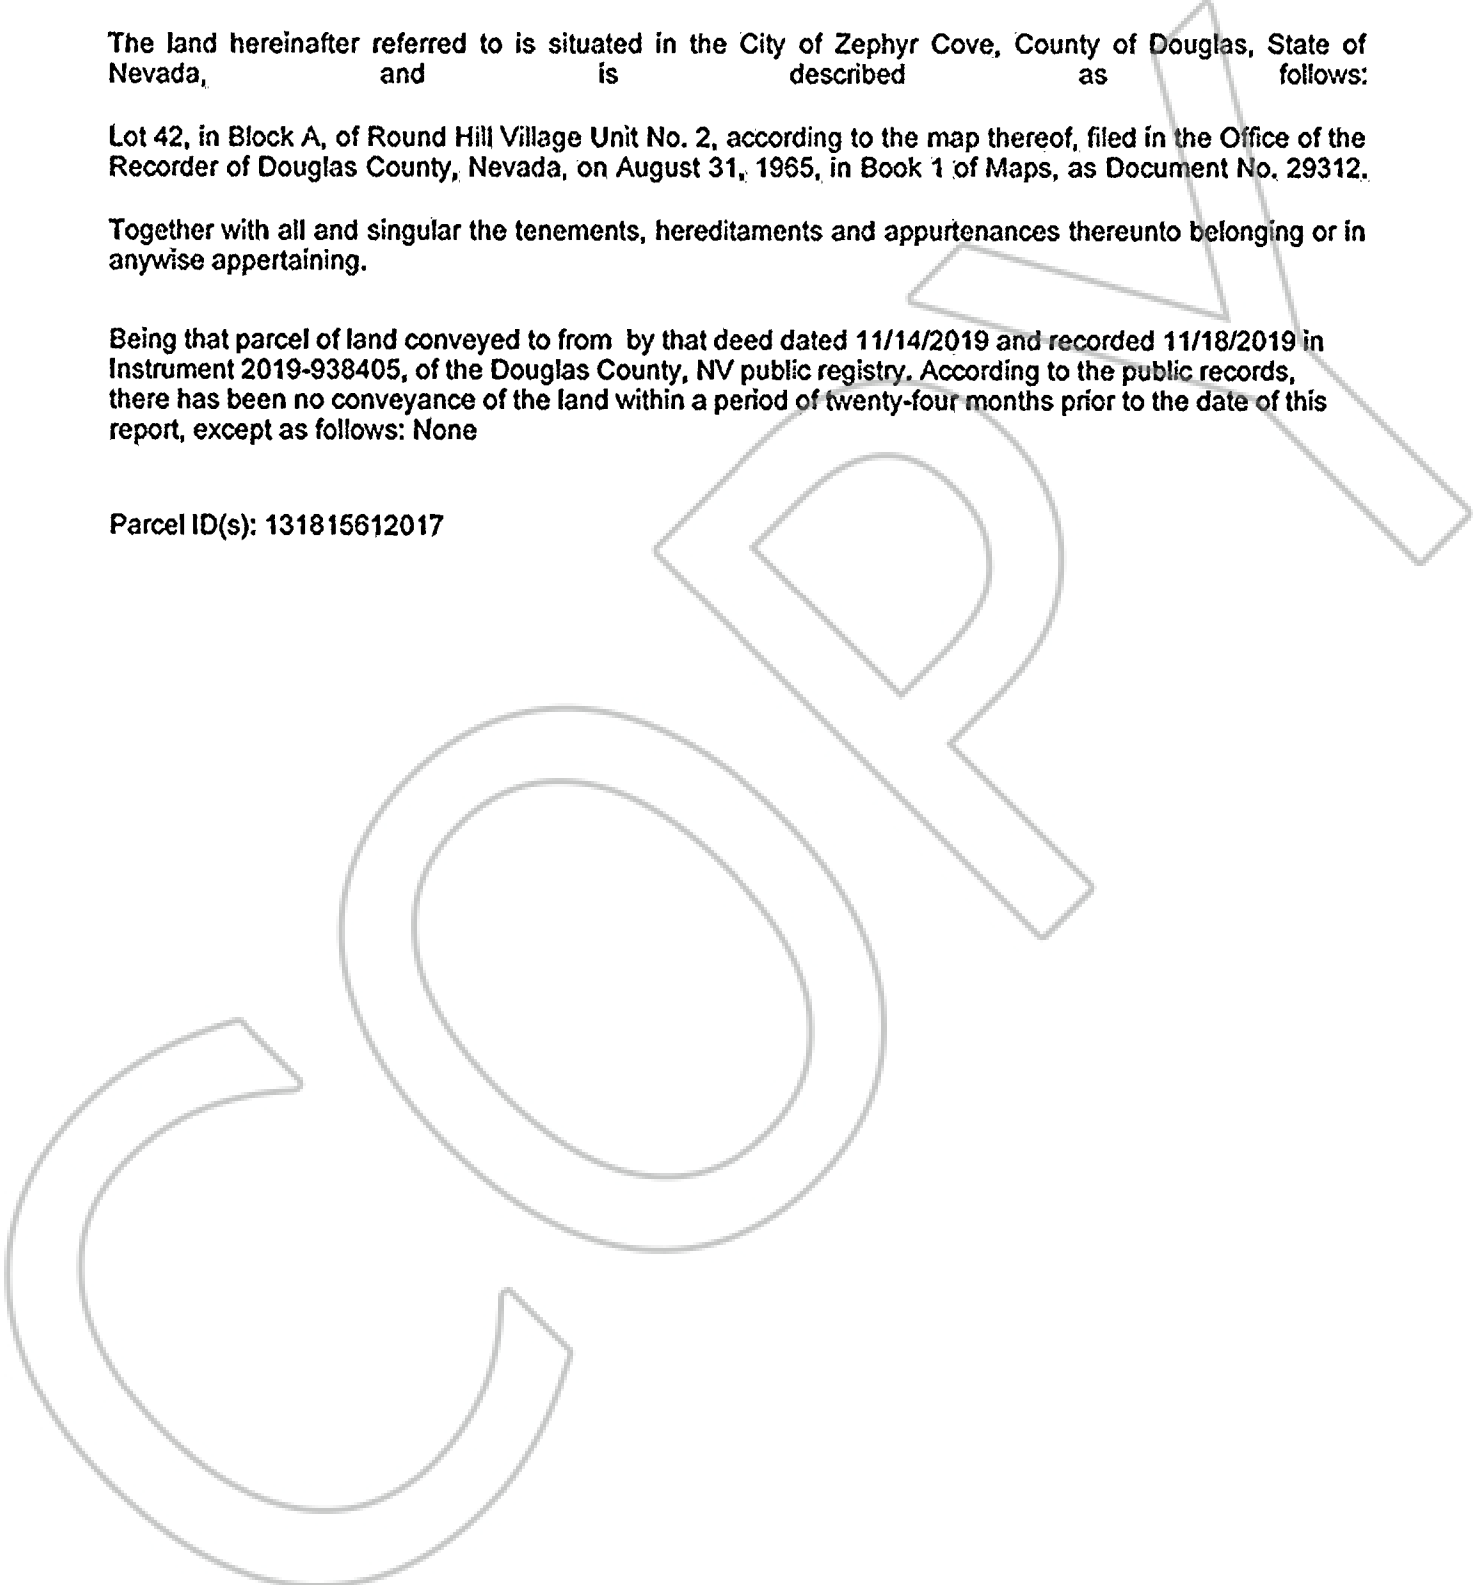 The land hereinafter referred to is situated in the City of Zephyr Cove, County of Douglas, State of
Nevada, and is described as follows:
Lot 42, in Block A, of Round Hill Village Unit No. 2, according to the map thereof, filed in the Office of the
Recorder of Douglas County, Nevada, on August 31, 1965, in Book 1 of Maps, as Document No. 29312.
Together with all and singular the tenements, hereditaments and appurtenances thereunto belonging or in
anywise appertaining.
Being that parcel of land conveyed to from by that deed dated 11/14/2019 and recorded 11/18/2019 in
Instrument 2019-938405, of the Douglas County, NV public registry. According to the public records,
there has been no conveyance of the land within a period of twenty-four months prior to the date of this
report, except as follows: None
Parcel ID(s): 131815612017
COPY